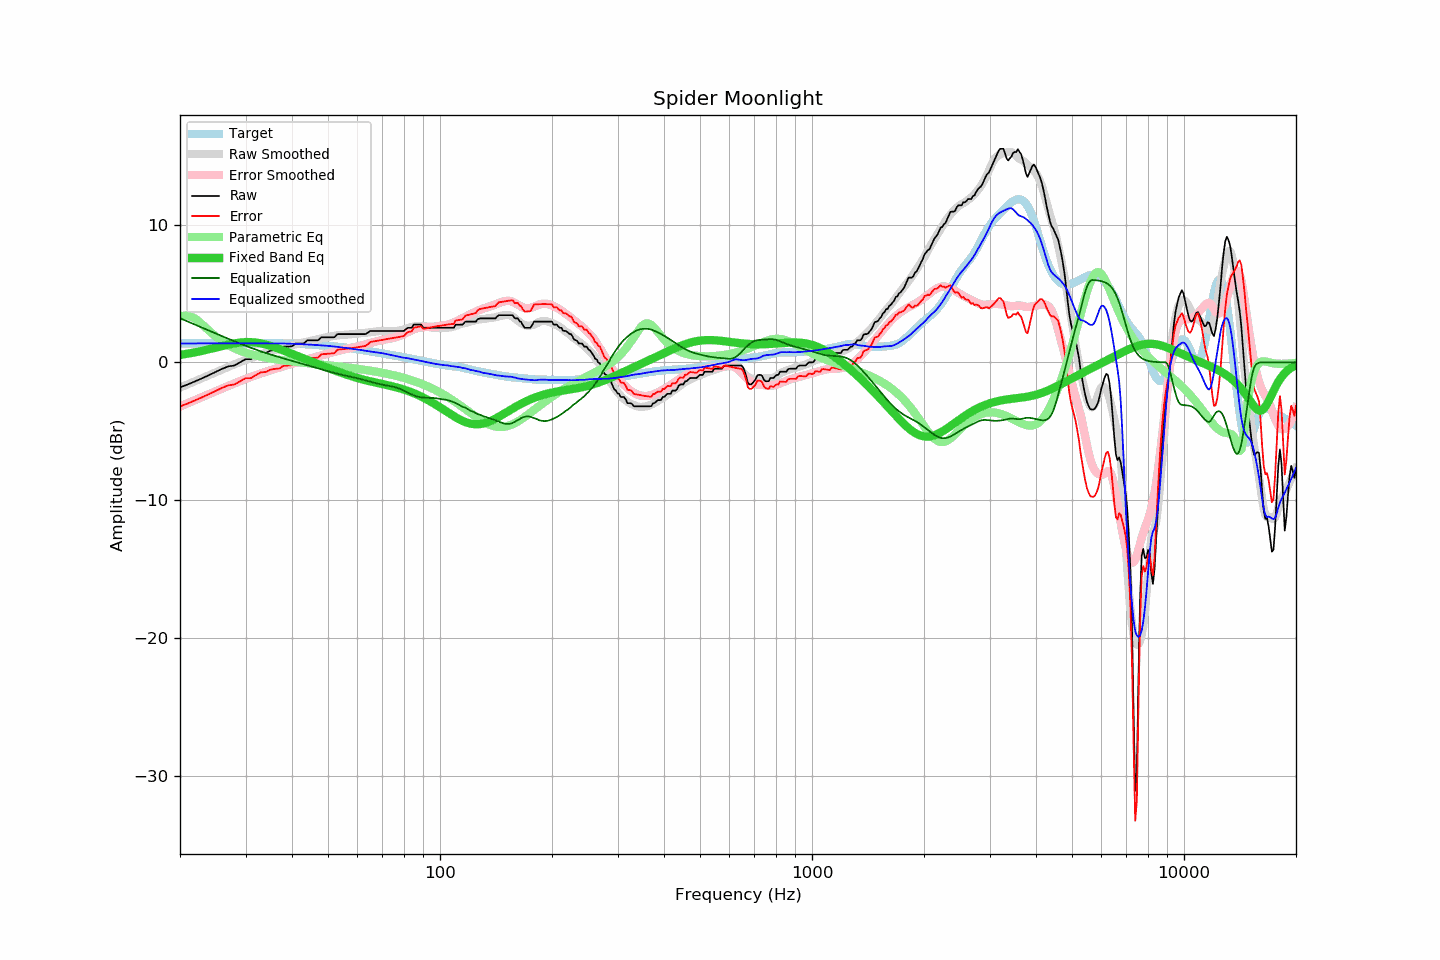 Spider Moonlight
Target
Raw Smoothed
Error Smoothed
Raw
Error
Parametric Eq
Fixed Band Eq
Equalization
Equalized smoothed
10
0
−10
−20
−30
Amplitude (dBr)
100
1000
10000
Frequency (Hz)